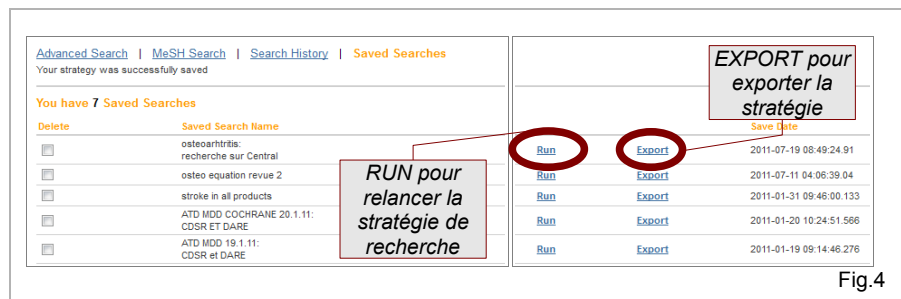 Advanced Search | MeSH Search | Search History | Saved Searches
Your strategy was successfully saved
EXPORT pour
exporter la
stratégie
You have 7 Saved Searches
Delete Saved Search Name Save Date
osteoarhtritis:
recherche sur Central
Run Export 2011-07-19 08:49:24.91
osteo equation revue 2 Run Export 2011-07-11 04:06:39.04
stroke in all products Run Export 2011-01-31 09:46:00.133
ATD MDD COCHRANE 20.1.11:
CDSR ET DARE
Run Export 2011-01-20 10:24:51.566
ATD MDD 19.1.11:
CDSR et DARE
Run Export 2011-01-19 09:14:46.276
RUN pour
relancer la
stratégie de
recherche
Fig.4